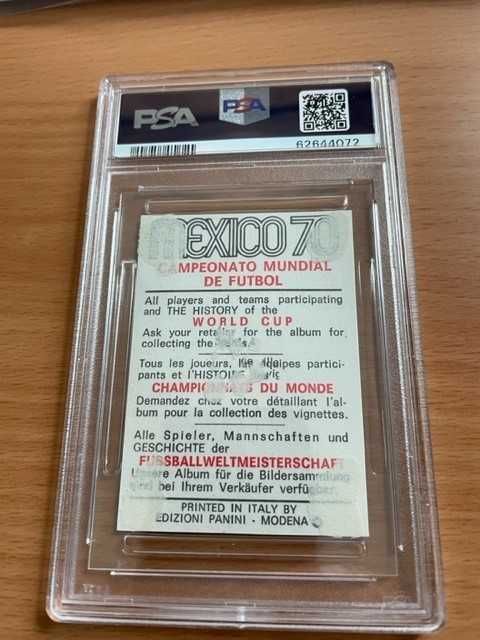 PSA
PSA
62644072
MEXICO 70
CAMPEONATO MUNDIAL
DE FUTBOL
All players and teams participating
and THE HISTORY of the
WORLD CUP
Ask your retailer for the album for
collecting the
Tous les joueurs, les équipes partici-
pants et l'HISTOIRE
CHAMPIONNATS DU MONDE
Demandez chez votre détaillant l'al-
bum pour la collection des vignettes.
Alle Spieler, Mannschaften und
GESCHICHTE der
FUSSBALLWELTMEISTERSCHAFT
Unsere Album für die Bildersammlung
sind bei Ihrem Verkäufer verfügbar.
PRINTED IN ITALY BY
EDIZIONI PANINI - MODENA